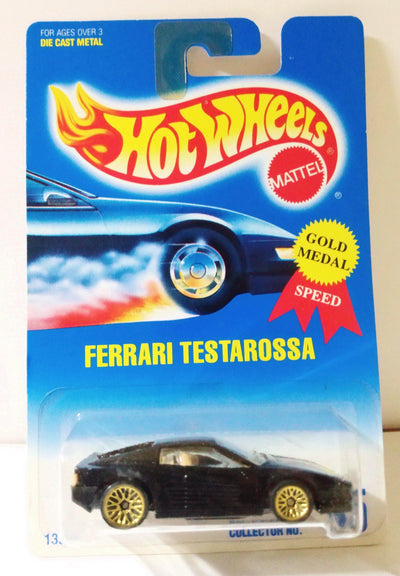 FOR AGES OVER 3
DIE CAST METAL
HOT WHEELS
®
MATTEL
®
GOLD
MEDAL
SPEED
FERRARI TESTAROSSA
COLLECTOR NO.